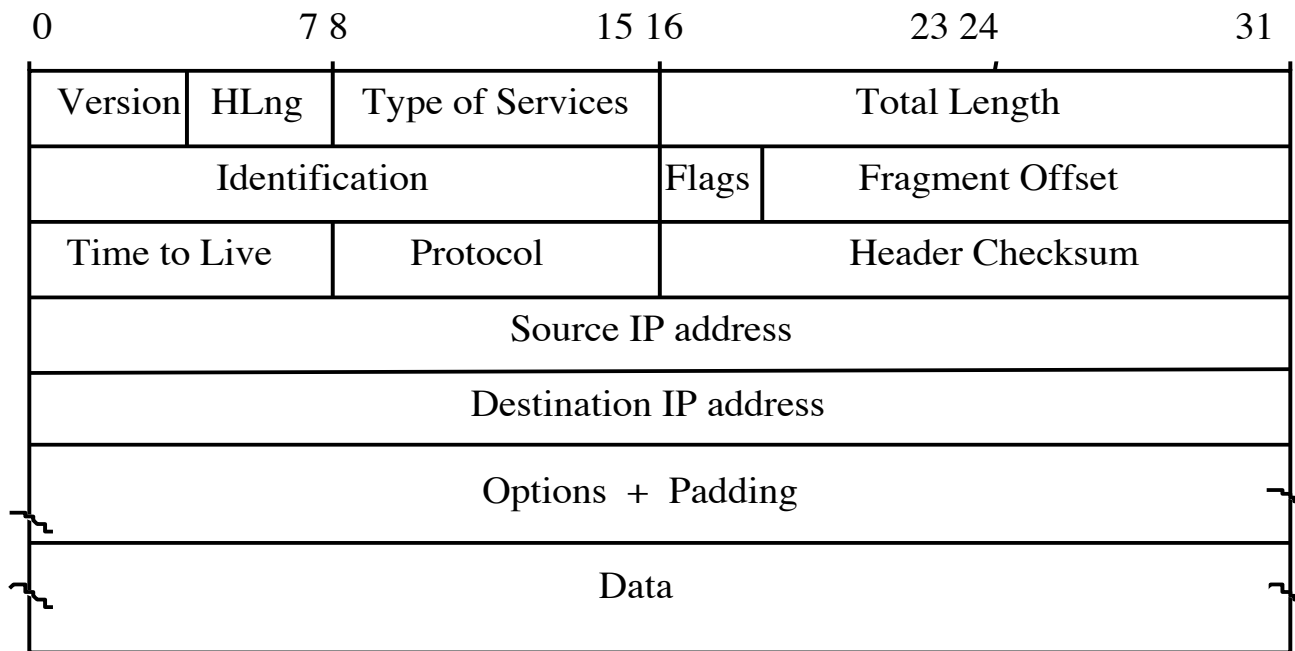 0 7 8 15 16 23 24 31
Version HLng Type of Services Total Length
Identification Flags Fragment Offset
Time to Live Protocol Header Checksum
Source IP address
Destination IP address
Options + Padding
Data